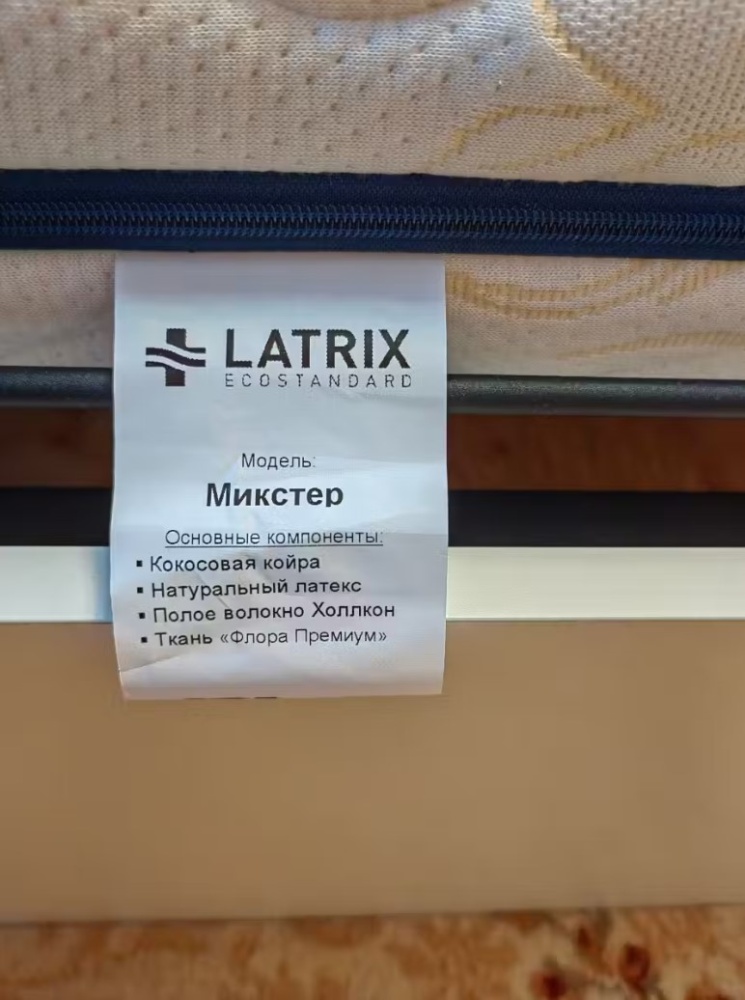 LATRIX
ECOSTANDARD
Модель:
Микстер
Основные компоненты:
▪ Кокосовая койра
▪ Натуральный латекс
▪ Полое волокно Холлкон
▪ Ткань «Флора Премиум»